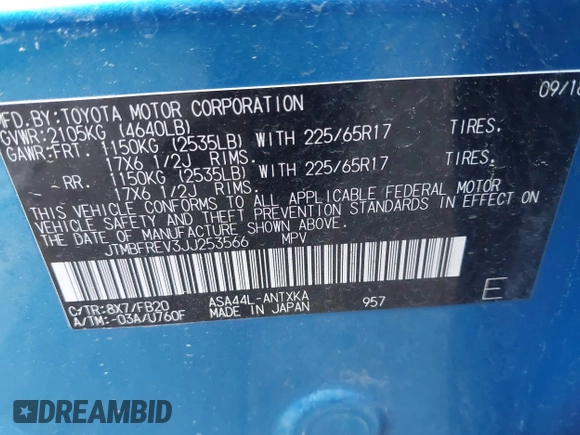 MFD.BY:TOYOTA MOTOR CORPORATION 09/18
GVWR:2105KG (4640LB)
GAWR:FRT. 1150KG (2535LB) WITH 225/65R17 TIRES.
17X6 1/2J RIMS.
RR. 1150KG (2535LB) WITH 225/65R17 TIRES.
17X6 1/2J RIMS.
THIS VEHICLE CONFORMS TO ALL APPLICABLE FEDERAL MOTOR
VEHICLE SAFETY AND THEFT PREVENTION STANDARDS IN EFFECT ON
THE DATE OF MANUFACTURE SHOWN ABOVE.
JTMBFREV3JJ253566 MPV
C/TR:8X7/FB20 ASA44L-ANTXKA 957 E
A/TM:-03A/U760F MADE IN JAPAN
DREAMBID